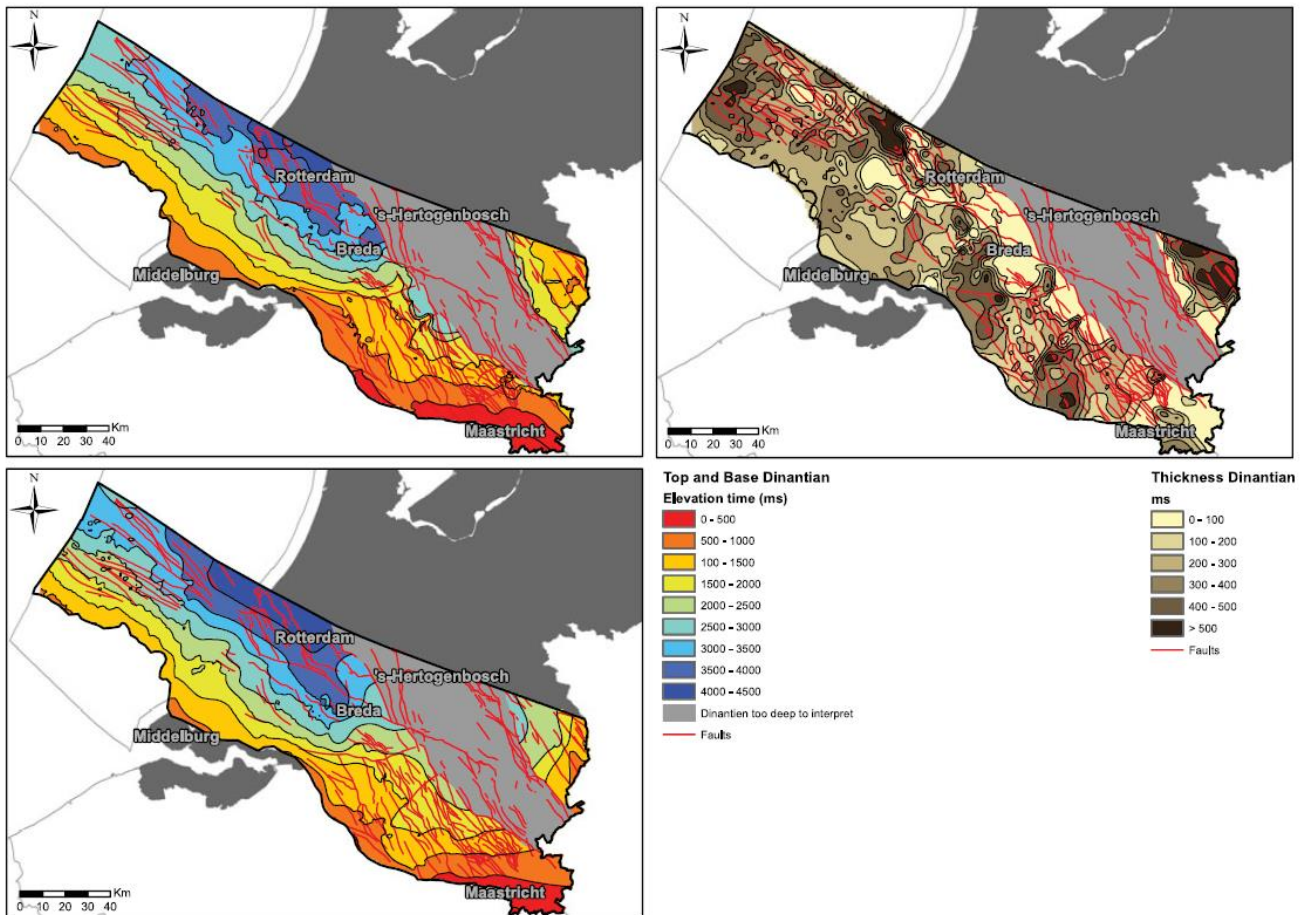 N
Rotterdam
's-Hertogenbosch
Breda
Middelburg
Maastricht
Km
0 10 20 30 40
N
Rotterdam
's-Hertogenbosch
Breda
Middelburg
Maastricht
Km
0 10 20 30 40
N
Rotterdam
's-Hertogenbosch
Breda
Middelburg
Maastricht
Km
0 10 20 30 40
Top and Base Dinantian
Elevation time (ms)
0 - 500
500 - 1000
100 - 1500
1500 - 2000
2000 - 2500
2500 - 3000
3000 - 3500
3500 - 4000
4000 - 4500
Dinantien too deep to interpret
Faults
Thickness Dinantian
ms
0 - 100
100 - 200
200 - 300
300 - 400
400 - 500
> 500
Faults